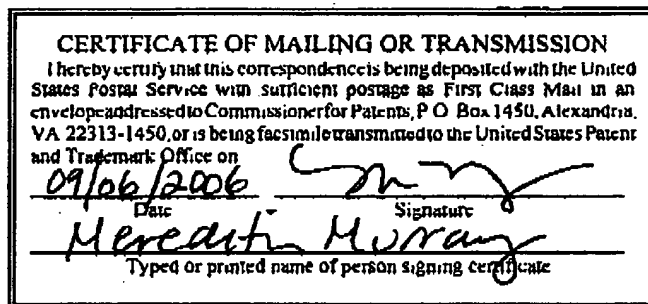 CERTIFICATE OF MAILING OR TRANSMISSION
I hereby certify that this correspondence is being deposited with the United
States Postal Service with sufficient postage as First Class Mail in an
envelope addressed to Commissioner for Patents, P O Box 1450, Alexandria,
VA 22313-1450, or is being facsimile transmitted to the United States Patent
and Trademark Office on
09/06/2006
Date Signature
Meredith Murray
Typed or printed name of person signing certificate